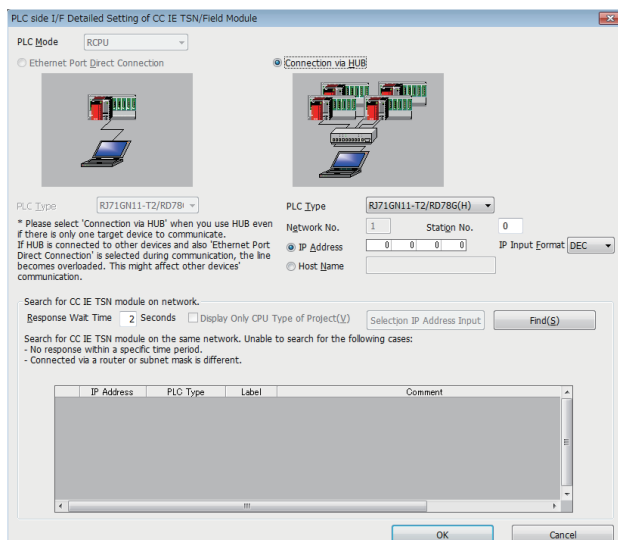 PLC side I/F Detailed Setting of CC IE TSN/Field Module
PLC Mode RCPU
Ethernet Port Direct Connection Connection via HUB
PLC Type RJ71GN11-T2/RD78( PLC Type RJ71GN11-T2/RD78G(H)
* Please select 'Connection via HUB' when you use HUB even
if there is only one target device to communicate.
If HUB is connected to other devices and also 'Ethernet Port
Direct Connection' is selected during communication, the line
becomes overloaded. This might affect other devices'
communication.
Network No. 1 Station No. 0
IP Address 0 0 0 0 IP Input Format DEC
Host Name
Search for CC IE TSN module on network.
Response Wait Time 2 Seconds Display Only CPU Type of Project(V) Selection IP Address Input Find(S)
Search for CC IE TSN module on the same network. Unable to search for the following cases:
- No response within a specific time period.
- Connected via a router or subnet mask is different.
IP Address PLC Type Label Comment
OK Cancel